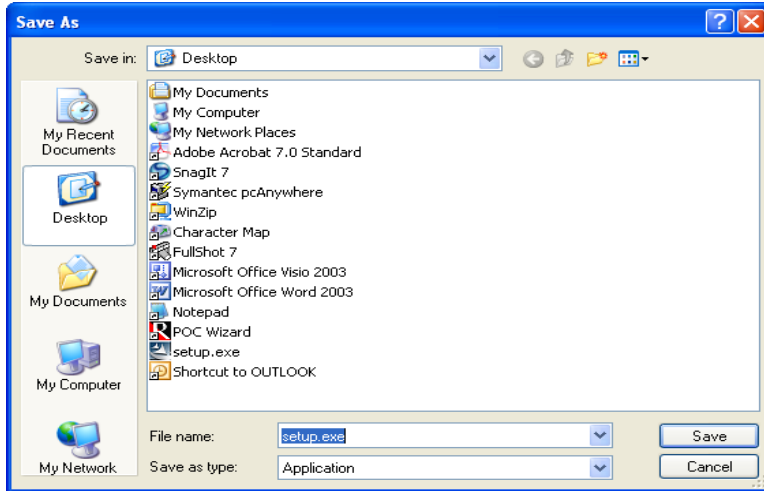 Save As
Save in: Desktop
My Recent
Documents
Desktop
My Documents
My Computer
My Network
My Documents
My Computer
My Network Places
Adobe Acrobat 7.0 Standard
SnagIt 7
Symantec pcAnywhere
WinZip
Character Map
FullShot 7
Microsoft Office Visio 2003
Microsoft Office Word 2003
Notepad
POC Wizard
setup.exe
Shortcut to OUTLOOK
File name: setup.exe Save
Save as type: Application Cancel